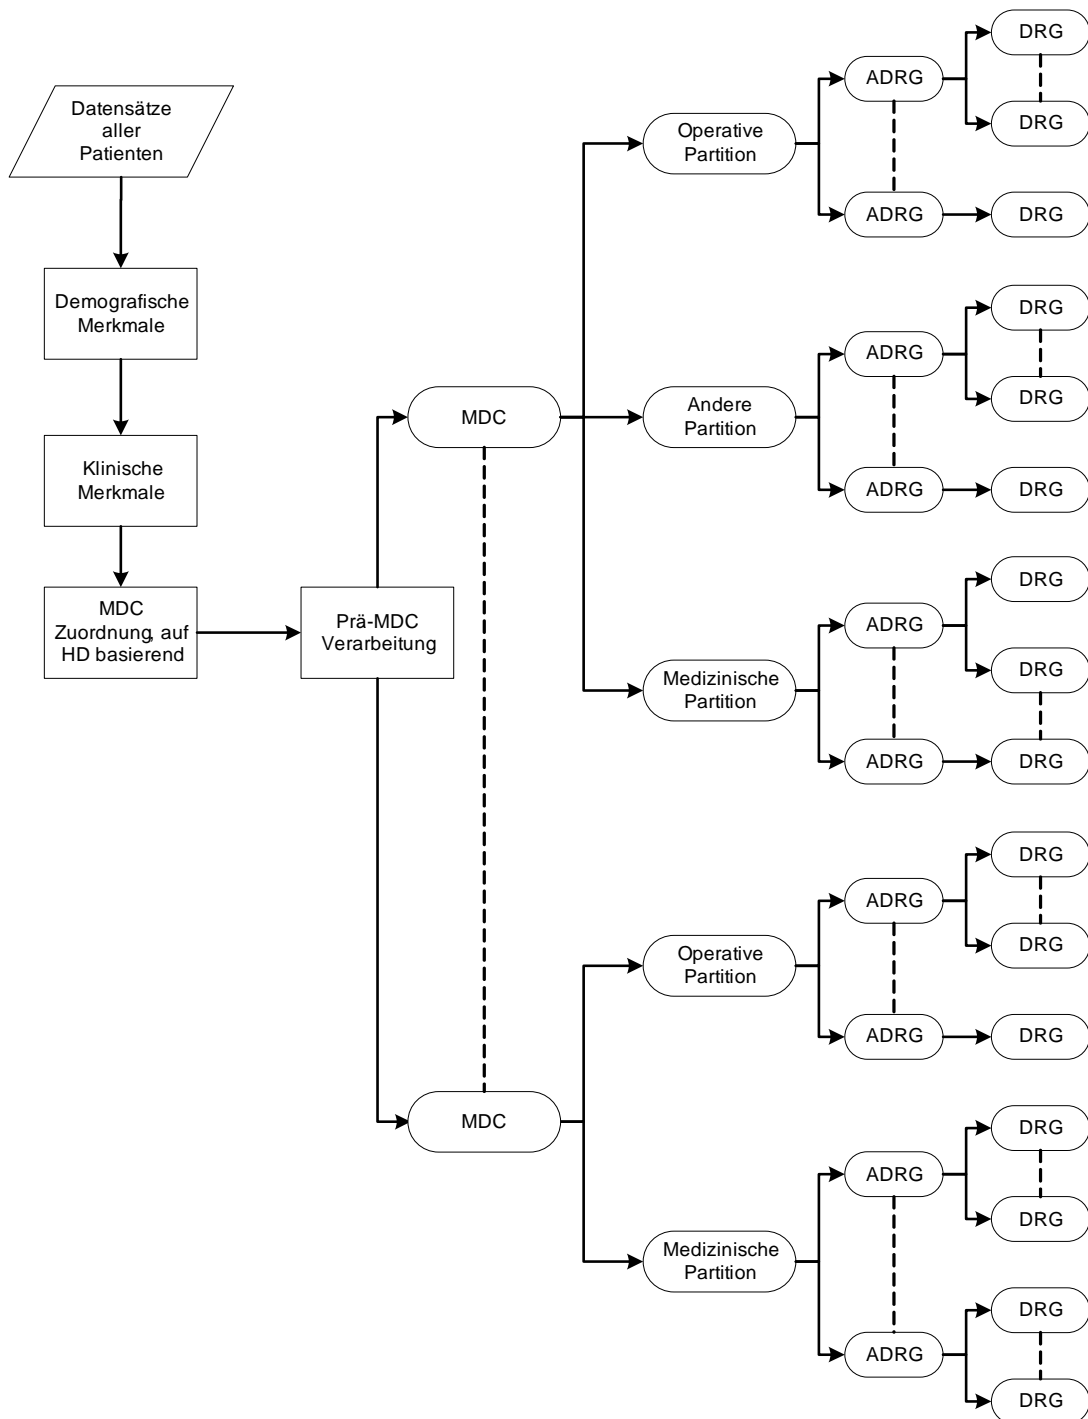 Datensätze
aller
Patienten
Demografische
Merkmale
Klinische
Merkmale
MDC
Zuordnung, auf
HD basierend
Prä-MDC
Verarbeitung
MDC
MDC
Operative
Partition
ADRG
DRG
DRG
ADRG
DRG
Andere
Partition
ADRG
DRG
DRG
ADRG
DRG
Medizinische
Partition
ADRG
DRG
DRG
ADRG
DRG
Operative
Partition
ADRG
DRG
DRG
ADRG
DRG
Medizinische
Partition
ADRG
DRG
DRG
ADRG
DRG
DRG